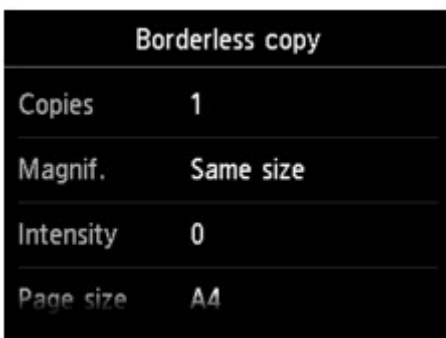 Borderless copy
Copies 1
Magnif. Same size
Intensity 0
Page size A4